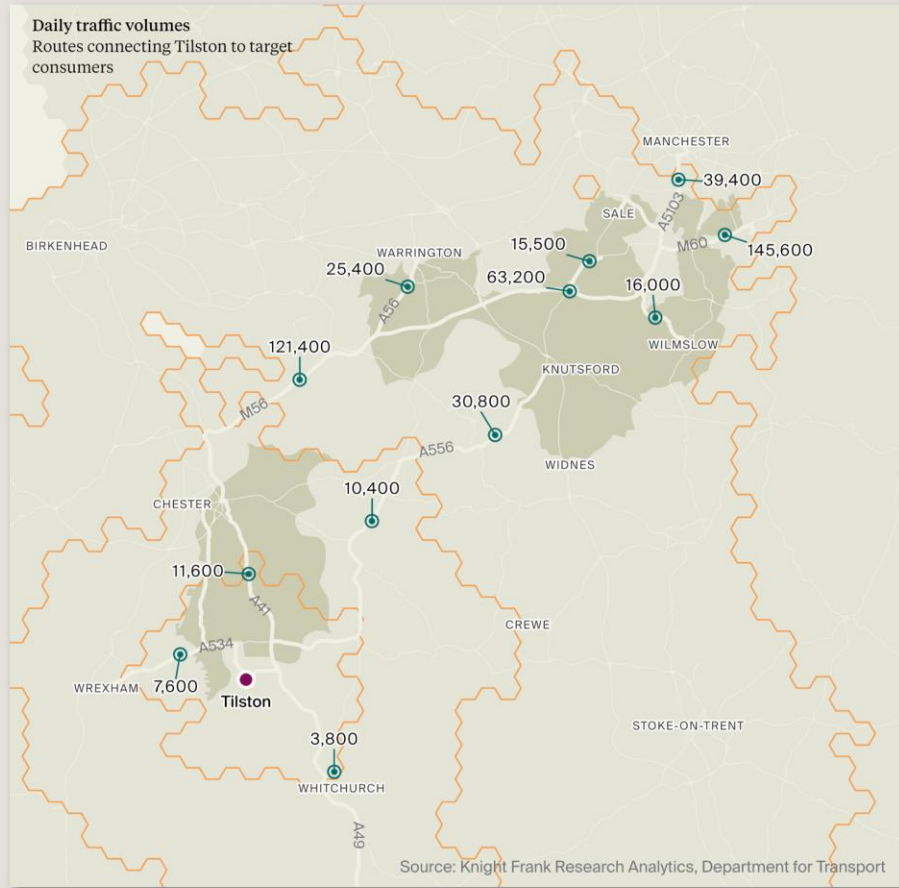 Daily traffic volumes
Routes connecting Tilston to target
consumers
MANCHESTER
39,400
SALE
A5103
M60
145,600
BIRKENHEAD
WARRINGTON
15,500
25,400
63,200
16,000
A56
WILMSLOW
121,400
KNUTSFORD
30,800
M56
A556
WIDNES
10,400
CHESTER
11,600
A41
CREWE
A534
WREXHAM
7,600
Tilston
STOKE-ON-TRENT
3,800
WHITCHURCH
A49
Source: Knight Frank Research Analytics, Department for Transport